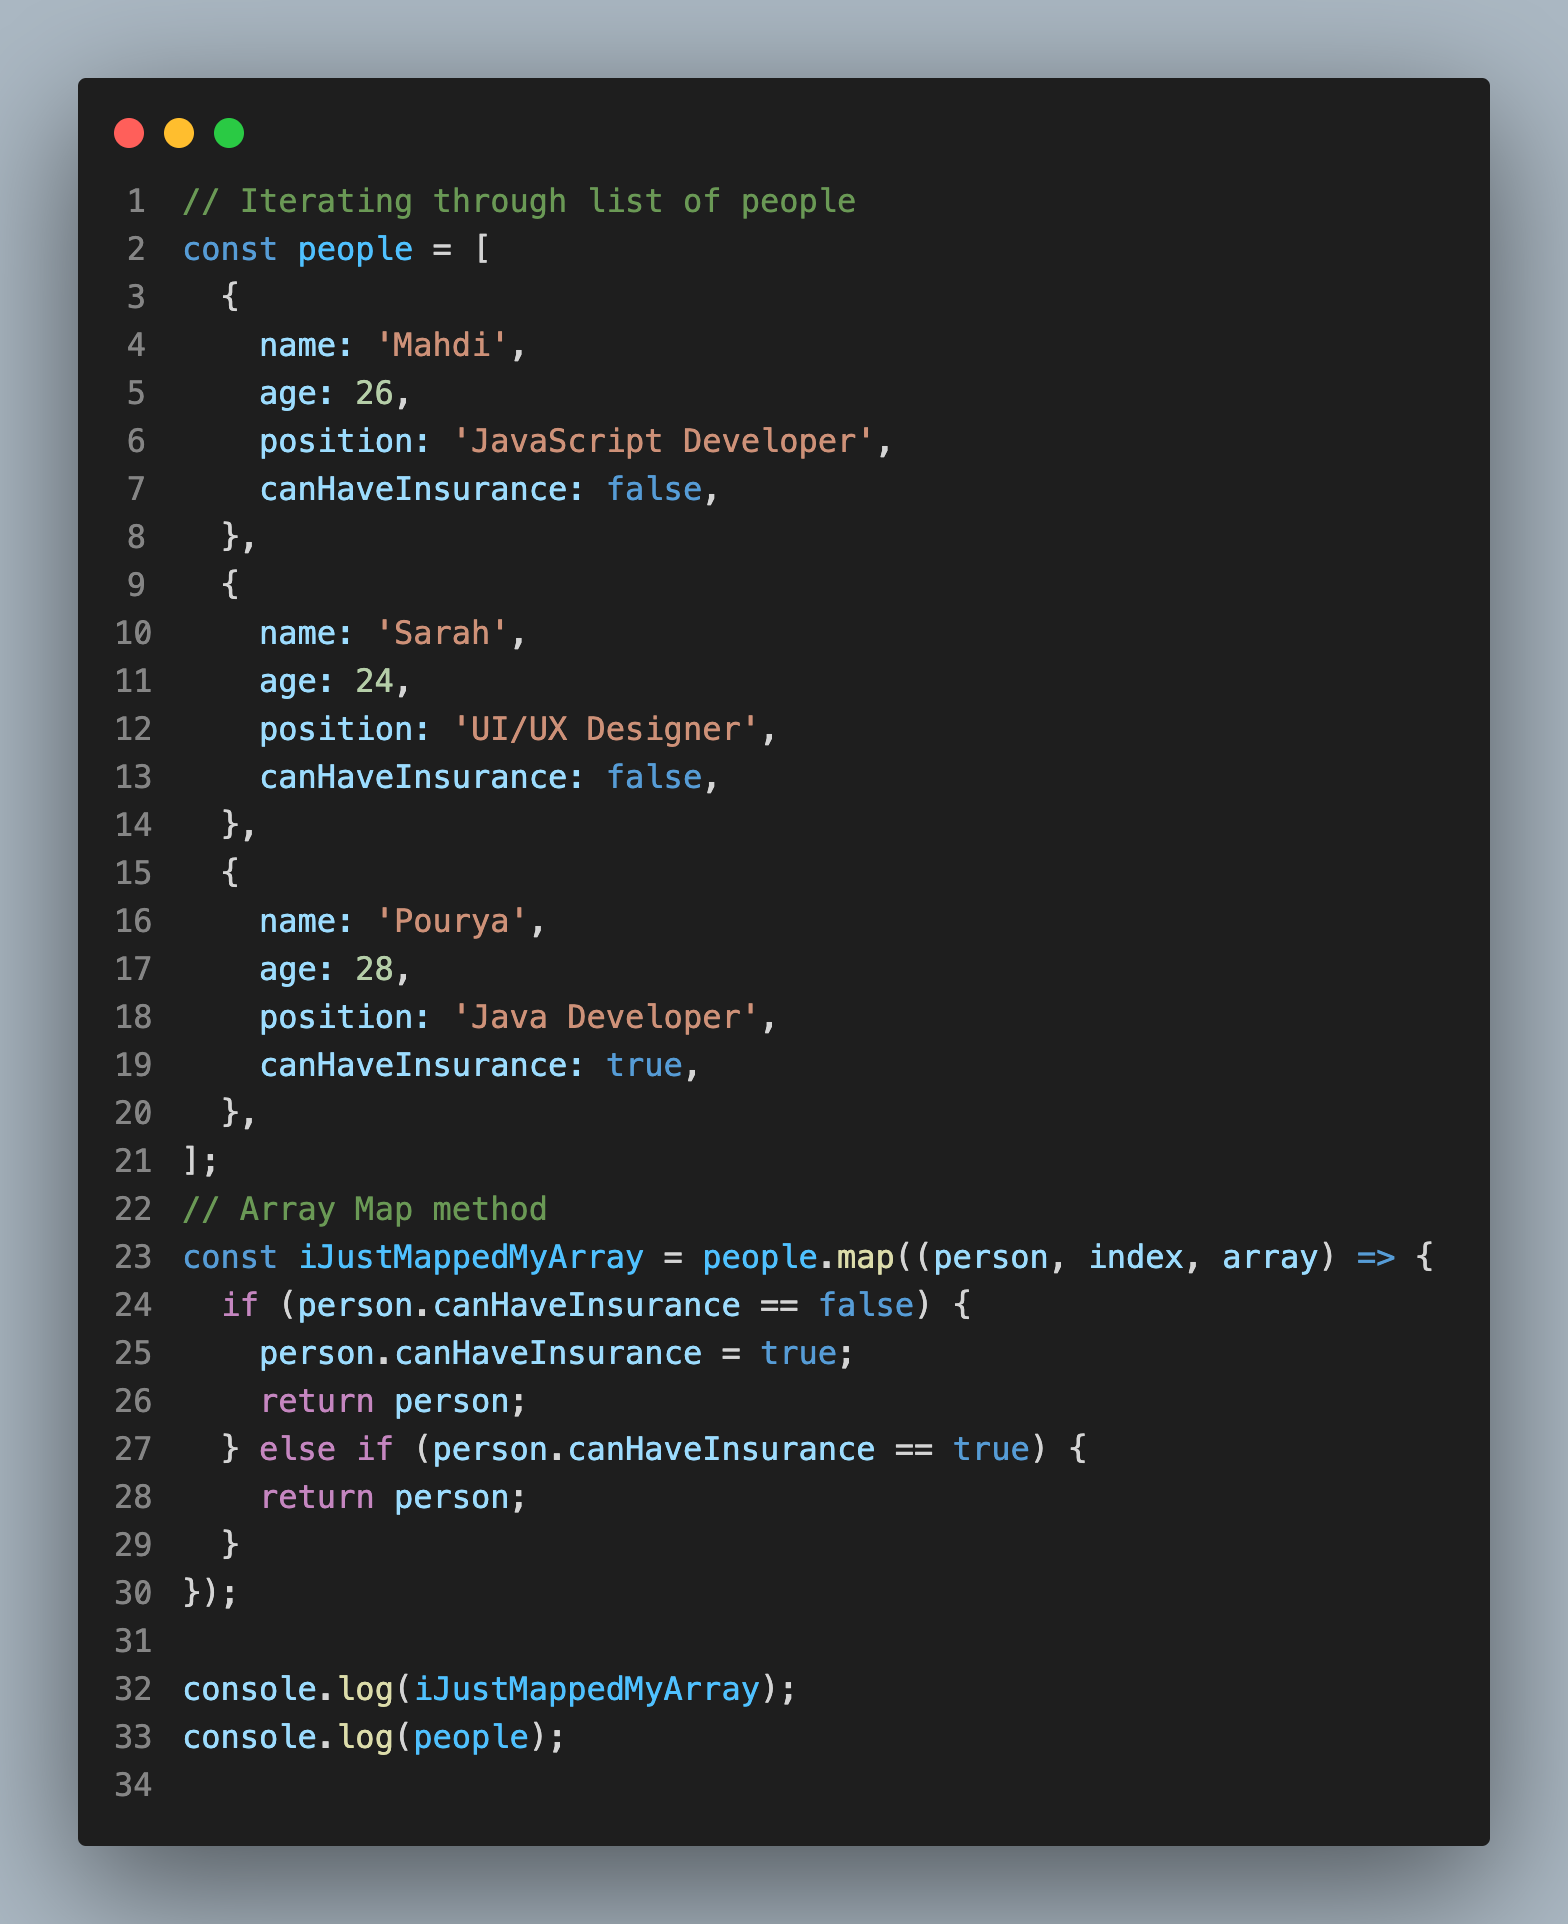 1 // Iterating through list of people
2 const people = [
3   {
4     name: 'Mahdi',
5     age: 26,
6     position: 'JavaScript Developer',
7     canHaveInsurance: false,
8   },
9   {
10     name: 'Sarah',
11     age: 24,
12     position: 'UI/UX Designer',
13     canHaveInsurance: false,
14   },
15   {
16     name: 'Pourya',
17     age: 28,
18     position: 'Java Developer',
19     canHaveInsurance: true,
20   },
21 ];
22 // Array Map method
23 const iJustMappedMyArray = people.map((person, index, array) => {
24   if (person.canHaveInsurance == false) {
25     person.canHaveInsurance = true;
26     return person;
27   } else if (person.canHaveInsurance == true) {
28     return person;
29   }
30 });
31
32 console.log(iJustMappedMyArray);
33 console.log(people);
34